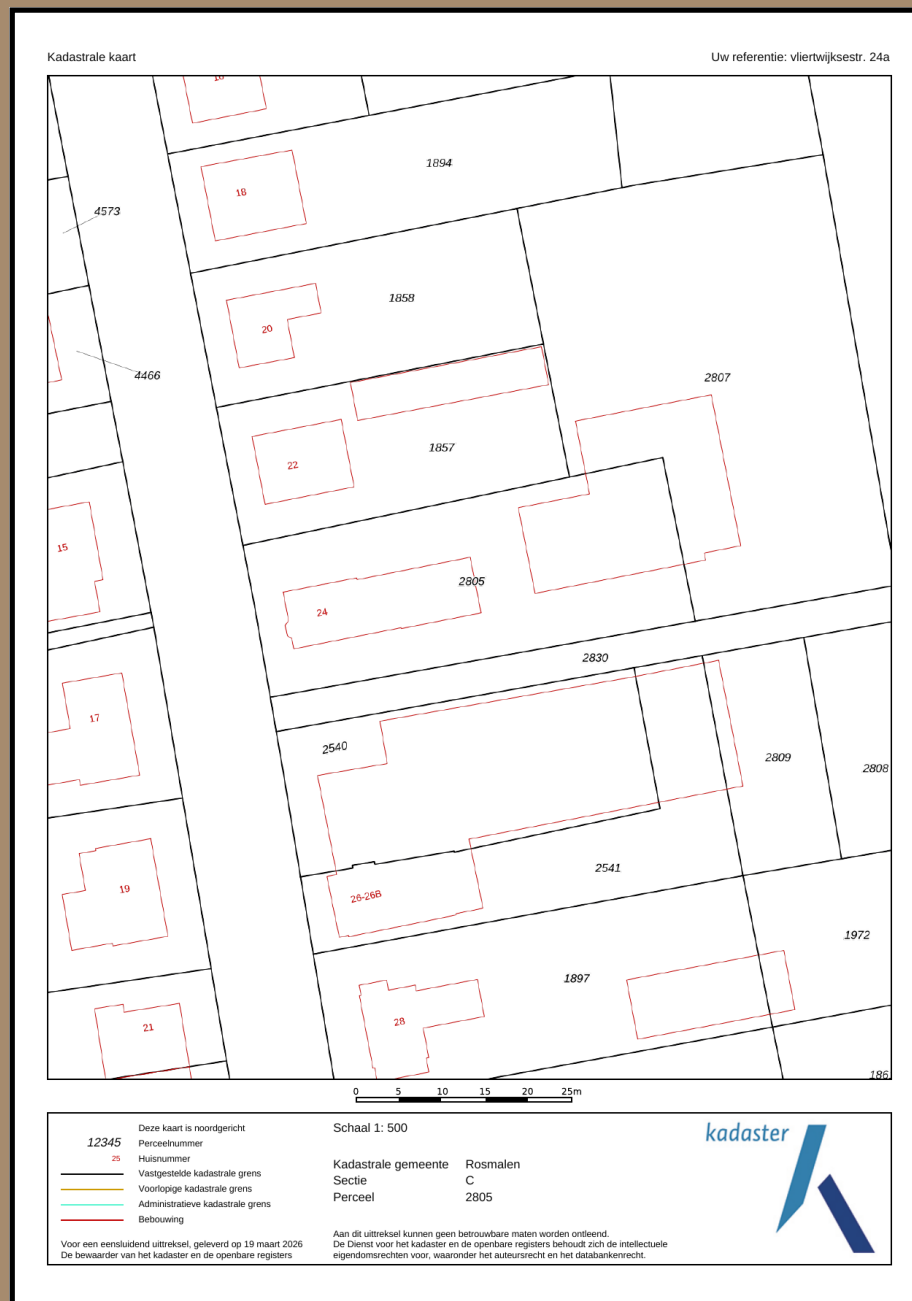 Kadastrale kaart
Uw referentie: vliertwijksestr. 24a
18
1894
4573
20
1858
4466
2807
22
1857
15
24
2805
2830
17
2540
2809
2808
19
26-26B
2541
1972
1897
28
21
186
0 5 10 15 20 25m
Deze kaart is noordgericht
12345 Perceelnummer
25 Huisnummer
Vastgestelde kadastrale grens
Voorlopige kadastrale grens
Administratieve kadastrale grens
Bebouwing
Voor een eensluidend uittreksel, geleverd op 19 maart 2026
De bewaarder van het kadaster en de openbare registers
Schaal 1: 500
Kadastrale gemeente Rosmalen
Sectie C
Perceel 2805
Aan dit uittreksel kunnen geen betrouwbare maten worden ontleend.
De Dienst voor het kadaster en de openbare registers behoudt zich de intellectuele
eigendomsrechten voor, waaronder het auteursrecht en het databankenrecht.
kadaster